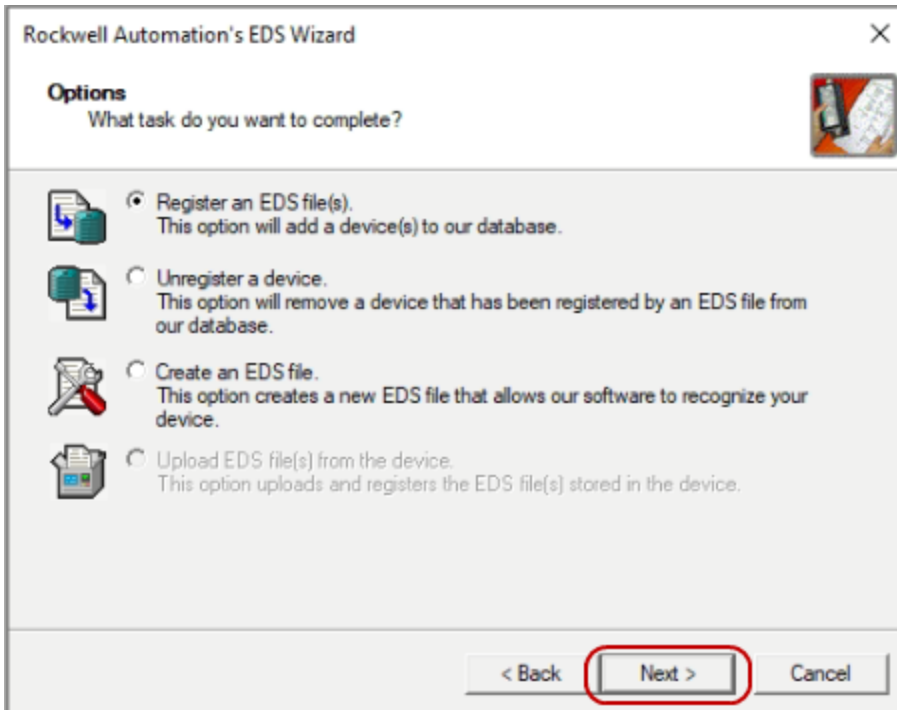 Rockwell Automation's EDS Wizard
Options
What task do you want to complete?
Register an EDS file(s).
This option will add a device(s) to our database.
Unregister a device.
This option will remove a device that has been registered by an EDS file from
our database.
Create an EDS file.
This option creates a new EDS file that allows our software to recognize your
device.
Upload EDS file(s) from the device.
This option uploads and registers the EDS file(s) stored in the device.
< Back
Next >
Cancel